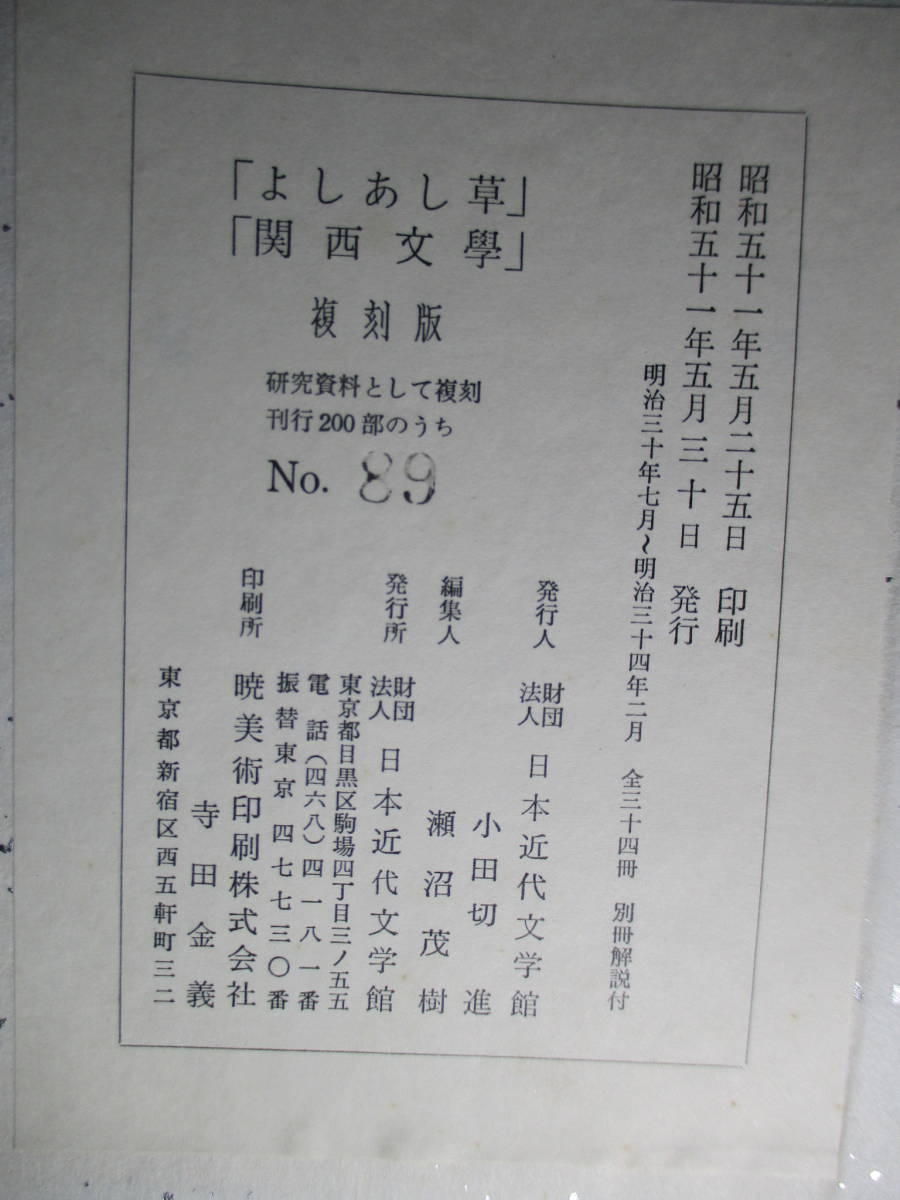 昭和五十一年五月二十五日 印刷
昭和五十一年五月三十日 発行
明治三十年七月～明治三十四年二月 全三十四冊 別冊解説付
「よしあし草」
「関西文學」
複刻版
研究資料として複刻
刊行200部のうち
No. 89
発行人 財団法人 日本近代文学館
小田切 進
編集人 瀬沼茂樹
発行所 財団法人 日本近代文学館
東京都目黒区駒場四丁目三ノ五五
電話(四六八)四一八一番
振替東京 四七七三〇番
印刷所 暁美術印刷株式会社
寺田金義
東京都新宿区西五軒町三二